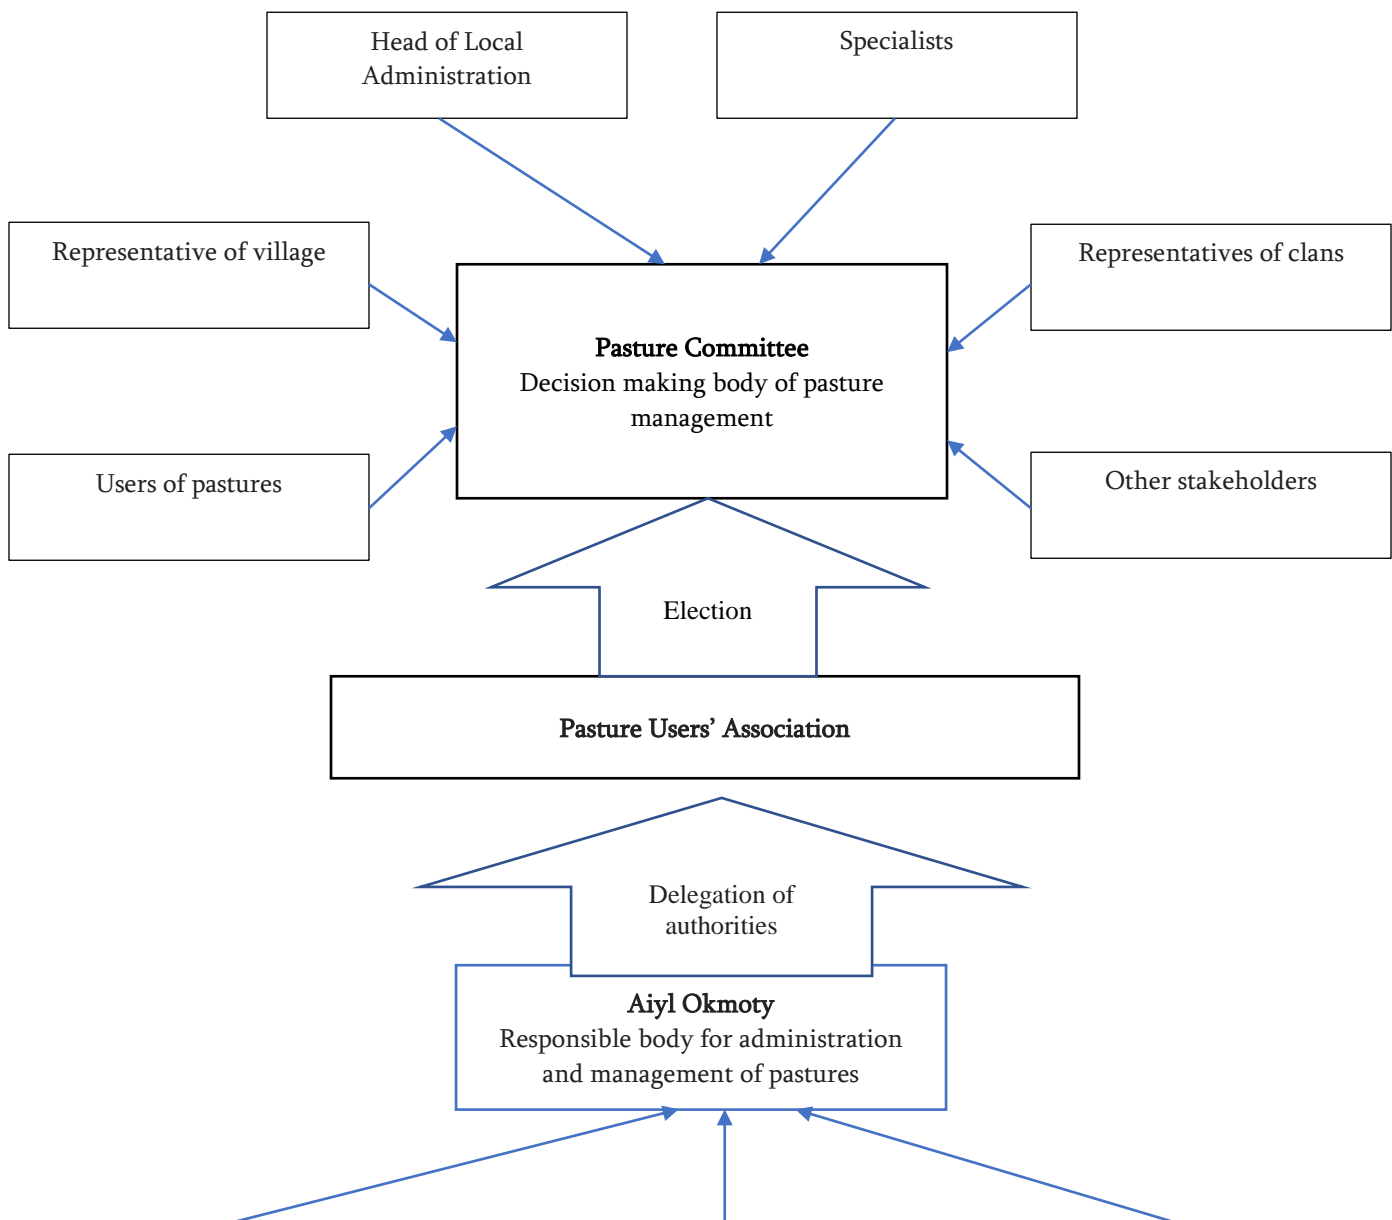 Head of Local
Administration
Specialists
Representative of village
Representatives of clans
Pasture Committee
Decision making body of pasture
management
Users of pastures
Other stakeholders
Election
Pasture Users’ Association
Delegation of
authorities
Aiyl Okmoty
Responsible body for administration
and management of pastures